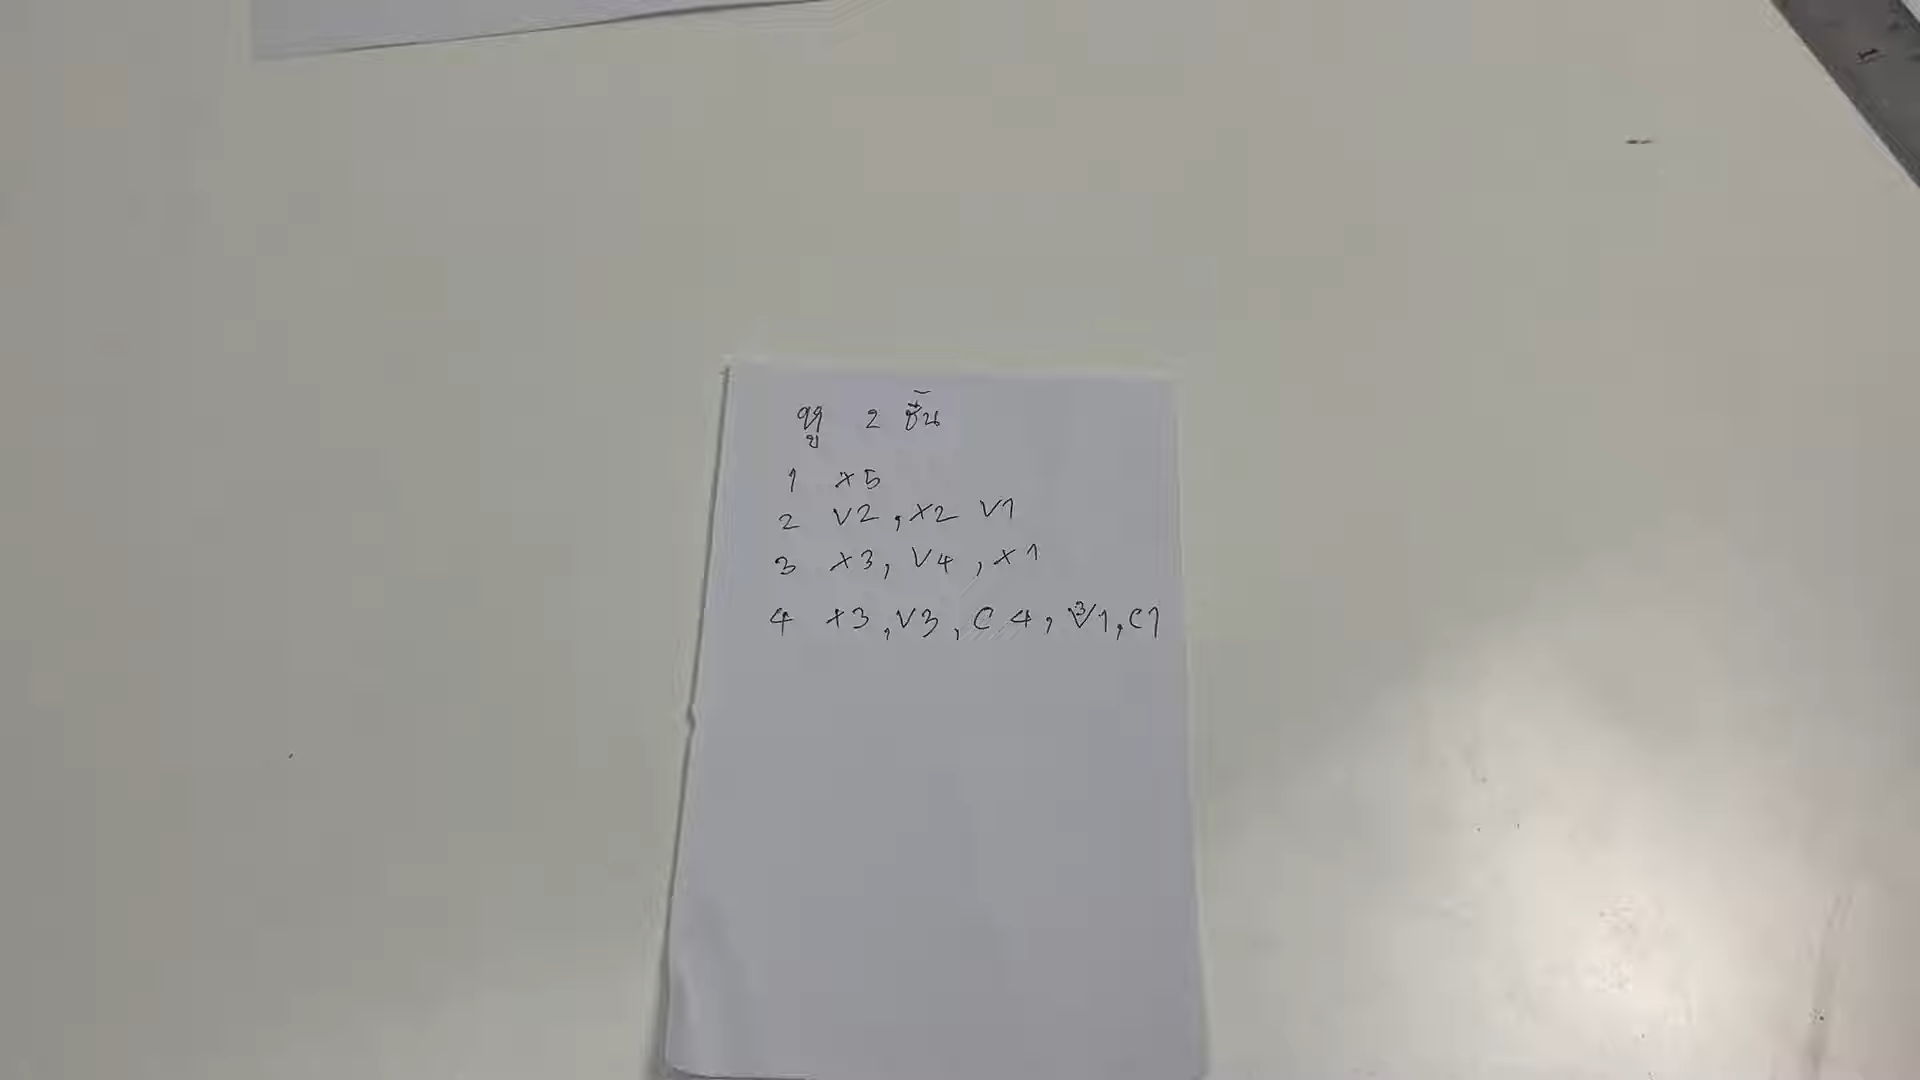 2 ชั้น
1 x5
2 V2, x2 V1
3 x3, V4, x1
4 x3, V3, C4, V1, C1